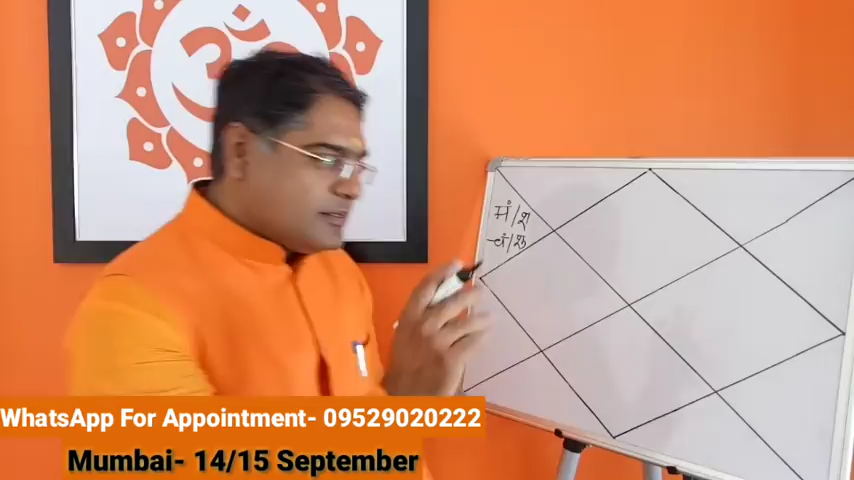 ॐ
मं/शु
चं/शु
WhatsApp For Appointment- 09529020222
Mumbai- 14/15 September